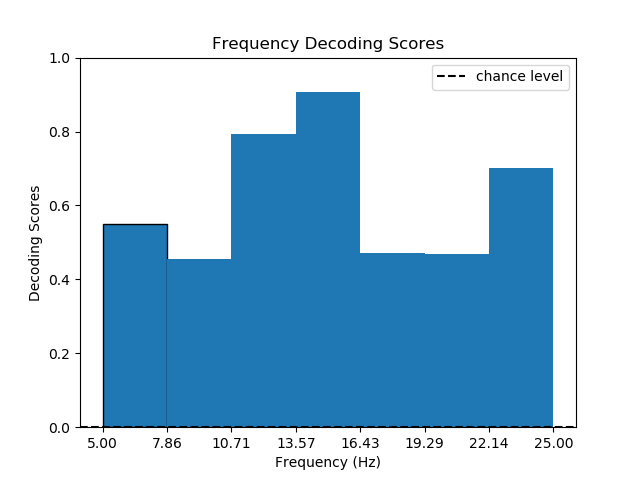 Frequency Decoding Scores
chance level
1.0
0.8
0.6
0.4
0.2
0.0
Decoding Scores
5.00 7.86 10.71 13.57 16.43 19.29 22.14 25.00
Frequency (Hz)